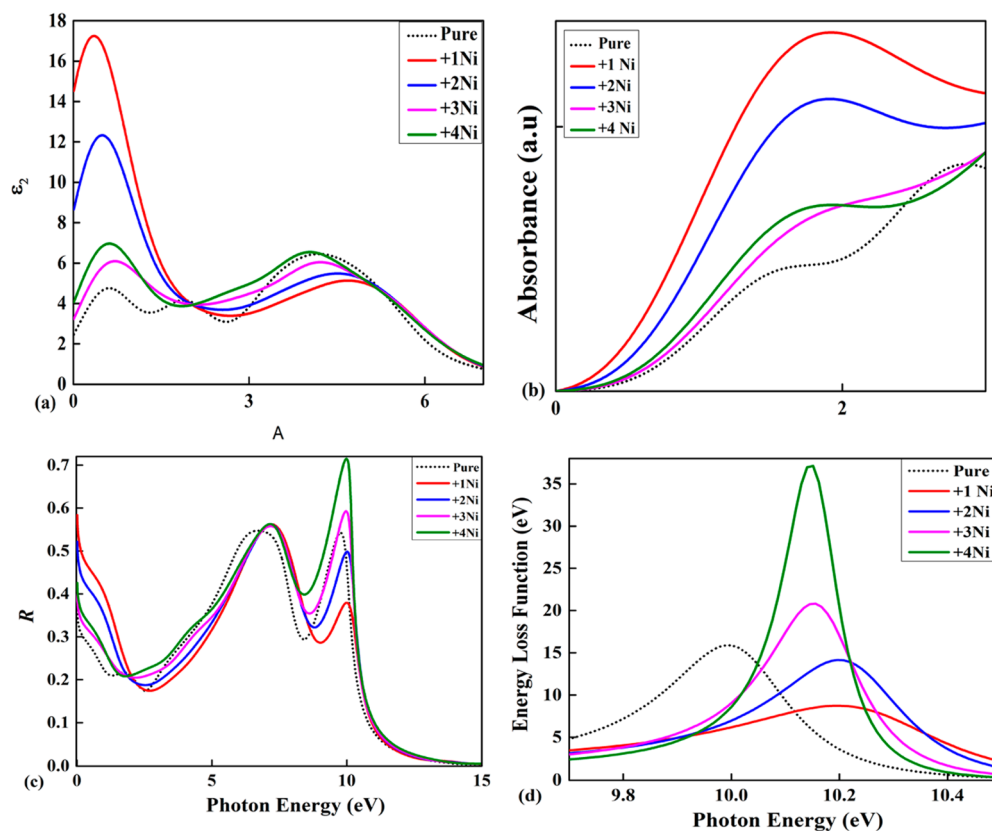 18
16
14
12
10
8
6
4
2
0
ε2
Pure
+1Ni
+2Ni
+3Ni
+4Ni
0
3
6
(a)
A
Absorbance (a.u)
Pure
+1 Ni
+2Ni
+3Ni
+4 Ni
0
2
(b)
0.7
0.6
0.5
0.4
0.3
0.2
0.1
0.0
R
Pure
+1Ni
+2Ni
+3Ni
+4Ni
0
5
10
15
(c)
Photon Energy (eV)
35
30
25
20
15
10
5
0
Energy Loss Function (eV)
Pure
+1 Ni
+2Ni
+3Ni
+4Ni
9.8
10.0
10.2
10.4
(d)
Photon Energy (eV)